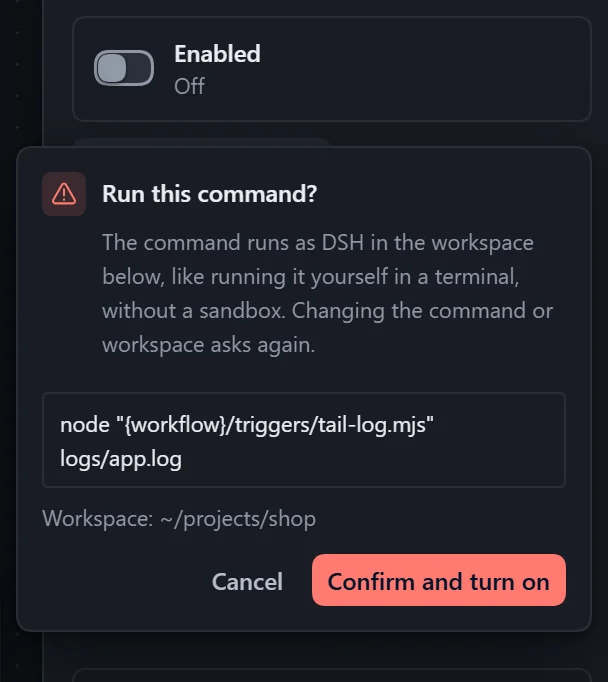 Enabled
Off
Run this command?
The command runs as DSH in the workspace
below, like running it yourself in a terminal,
without a sandbox. Changing the command or
workspace asks again.
node "{workflow}/triggers/tail-log.mjs"
logs/app.log
Workspace: ~/projects/shop
Cancel
Confirm and turn on